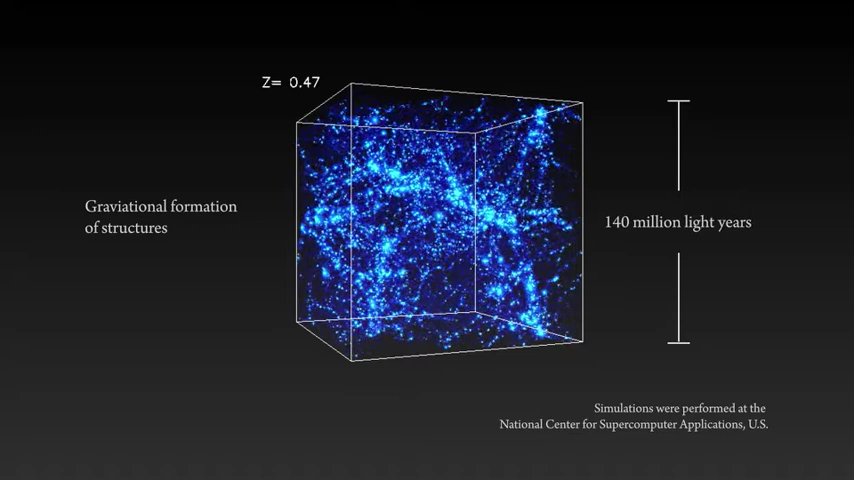 Z= 0.47
Graviational formation
of structures
140 million light years
Simulations were performed at the
National Center for Supercomputer Applications, U.S.